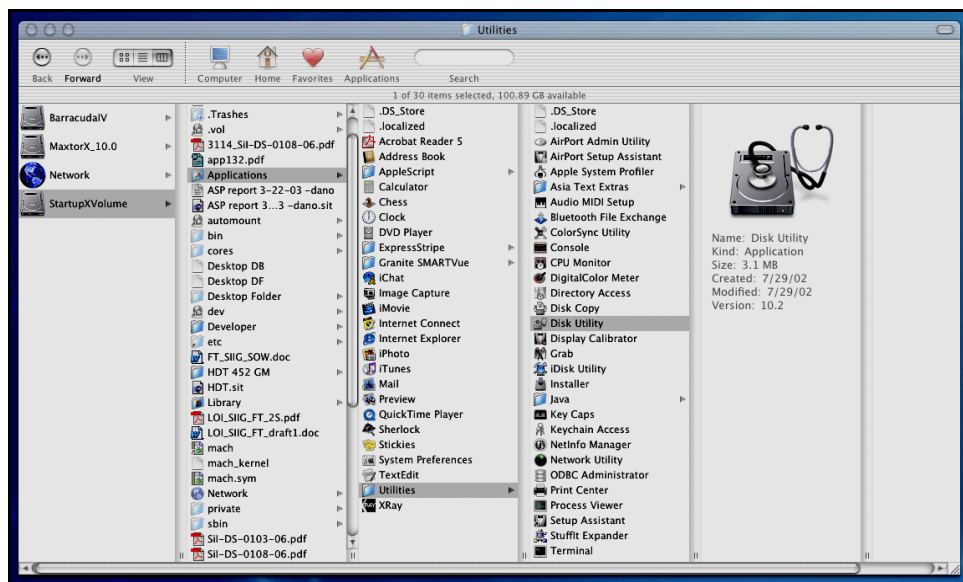 Utilities
Back Forward View Computer Home Favorites Applications Search
1 of 30 items selected, 100.89 GB available
BarracudaIV
MaxtorX_10.0
Network
StartupXVolume
.Trashes
.vol
3114_SiI-DS-0108-06.pdf
app132.pdf
Applications
ASP report 3-22-03 -dano
ASP report 3...3 -dano.sit
automount
bin
cores
Desktop DB
Desktop DF
Desktop Folder
dev
Developer
etc
FT_SIIG_SOW.doc
HDT 452 GM
HDT.sit
Library
LOI_SIIG_FT_2S.pdf
LOI_SIIG_FT_draft1.doc
mach
mach_kernel
mach.sym
Network
private
sbin
SiI-DS-0103-06.pdf
SiI-DS-0108-06.pdf
.DS_Store
.localized
Acrobat Reader 5
Address Book
AppleScript
Calculator
Chess
Clock
DVD Player
ExpressStripe
Granite SMARTVue
iChat
Image Capture
iMovie
Internet Connect
Internet Explorer
iPhoto
iTunes
Mail
Preview
QuickTime Player
Sherlock
Stickies
System Preferences
TextEdit
Utilities
XRay
.DS_Store
.localized
AirPort Admin Utility
AirPort Setup Assistant
Apple System Profiler
Asia Text Extras
Audio MIDI Setup
Bluetooth File Exchange
ColorSync Utility
Console
CPU Monitor
DigitalColor Meter
Directory Access
Disk Copy
Disk Utility
Display Calibrator
Grab
iDisk Utility
Installer
Java
Key Caps
Keychain Access
NetInfo Manager
Network Utility
ODBC Administrator
Print Center
Process Viewer
Setup Assistant
StuffIt Expander
Terminal
Name: Disk Utility
Kind: Application
Size: 3.1 MB
Created: 7/29/02
Modified: 7/29/02
Version: 10.2